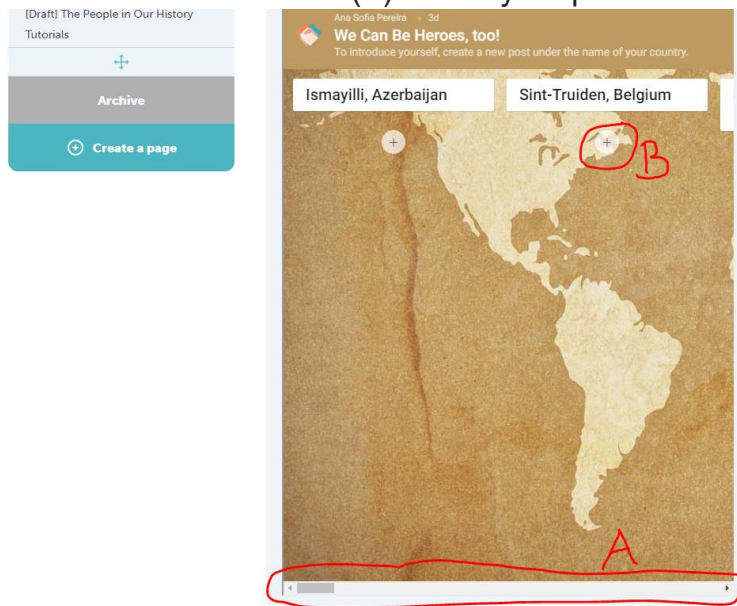 [Draft] The People in Our History
Tutorials
Archive
Create a page
Ana Sofia Pereira • 3d
We Can Be Heroes, too!
To introduce yourself, create a new post under the name of your country.
Ismayilli, Azerbaijan
Sint-Truiden, Belgium
+
+
B
A